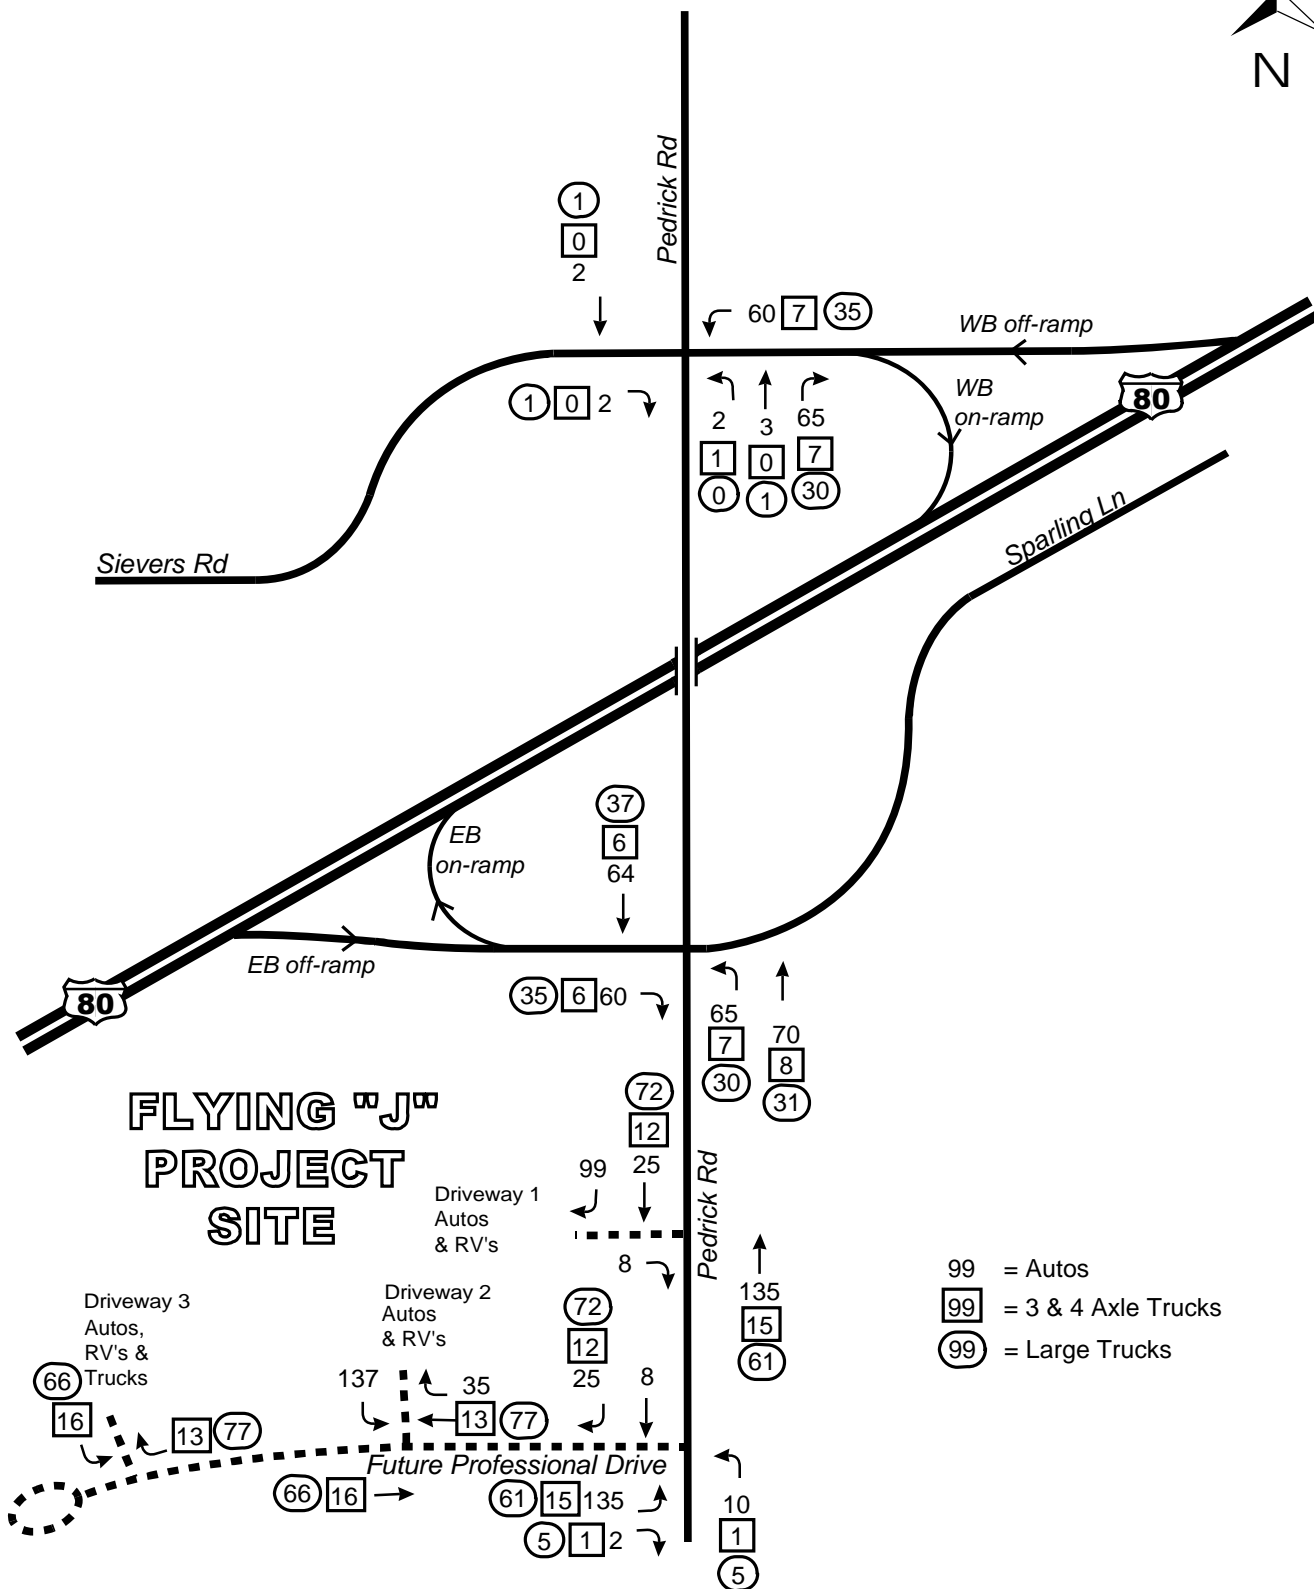 N
Pedrick Rd
1
0
2
60 7 35
WB off-ramp
80
WB
on-ramp
1 0 2
2 3 65
1 0 7
0 1 30
Sparling Ln
Sievers Rd
37
6
64
EB
on-ramp
EB off-ramp
80
35 6 60
65 70
7 8
30 31
FLYING "J"
PROJECT
SITE
72
12
25
99
Driveway 1
Autos
& RV's
Pedrick Rd
8
135
15
61
99 = Autos
99 = 3 & 4 Axle Trucks
99 = Large Trucks
Driveway 3
Autos,
RV's &
Trucks
66
16
13 77
Driveway 2
Autos
& RV's
137
35
13 77
72
12
25
8
Future Professional Drive
66 16
61 15 135
5 1 2
10
1
5